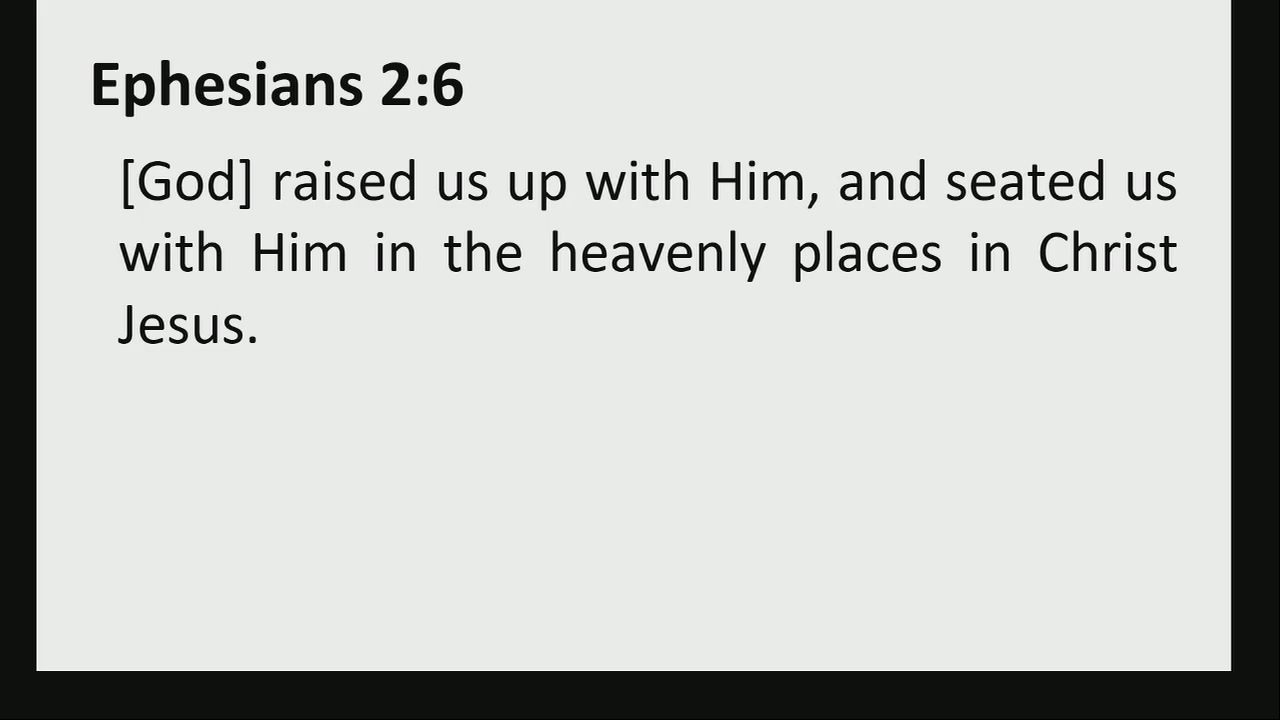 Ephesians 2:6
[God] raised us up with Him, and seated us
with Him in the heavenly places in Christ
Jesus.